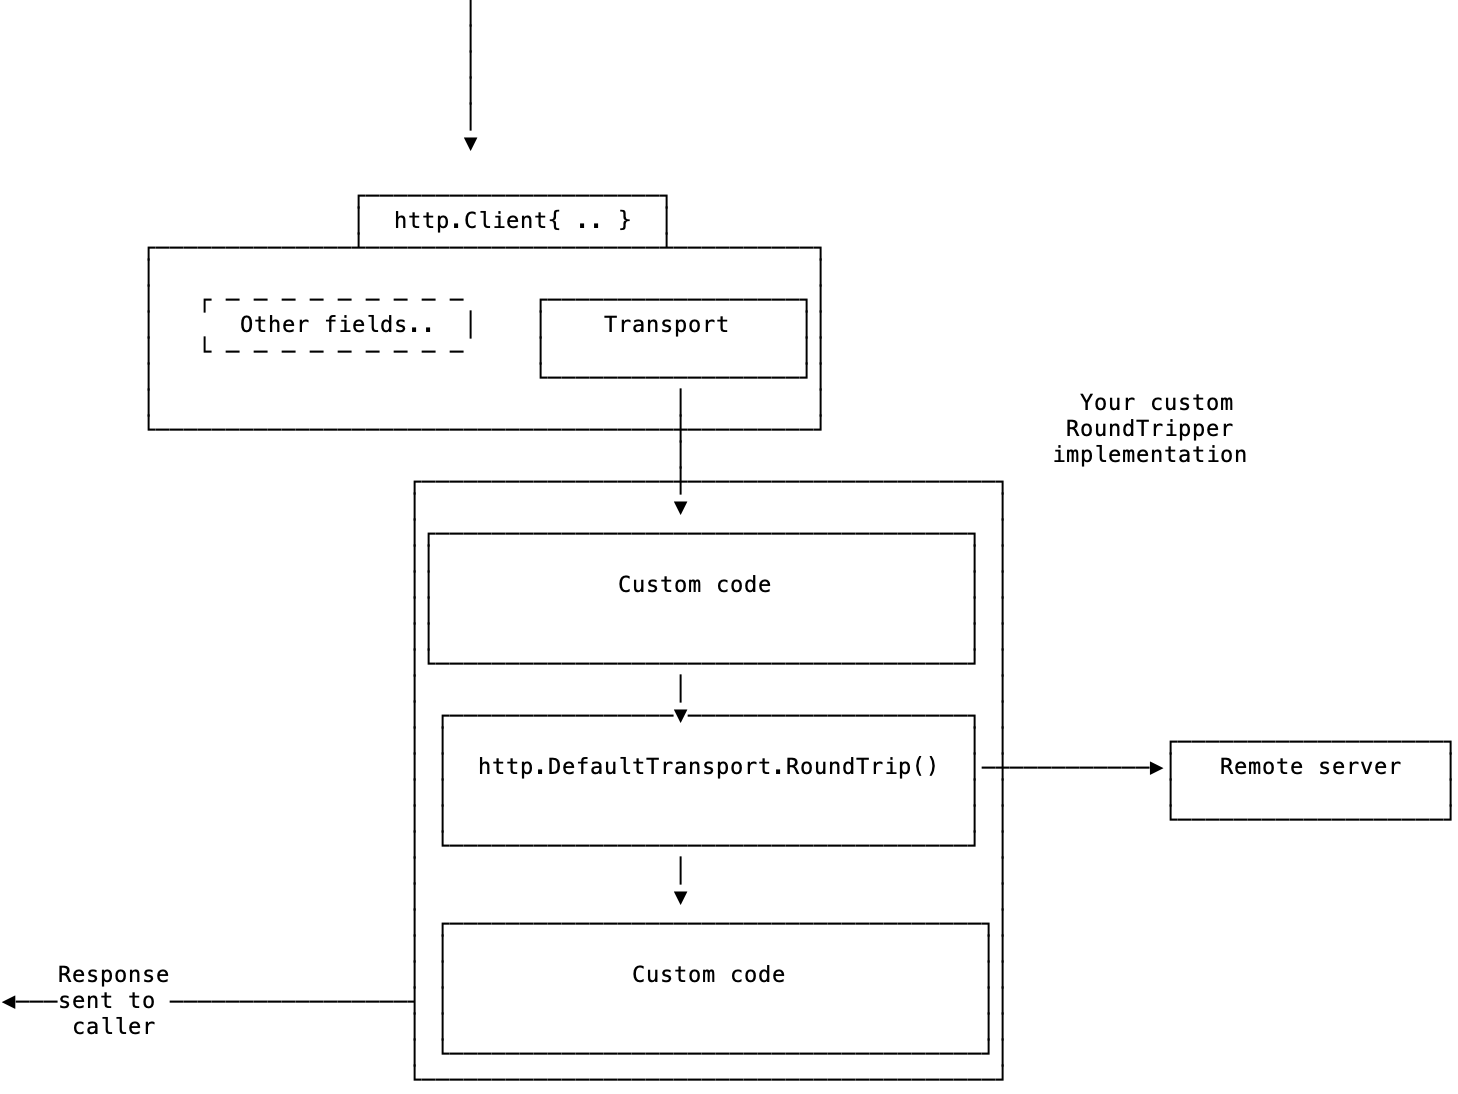 http.Client{ .. }
Other fields..
Transport
Your custom
RoundTripper
implementation
Custom code
http.DefaultTransport.RoundTrip()
Remote server
Custom code
Response
sent to
caller